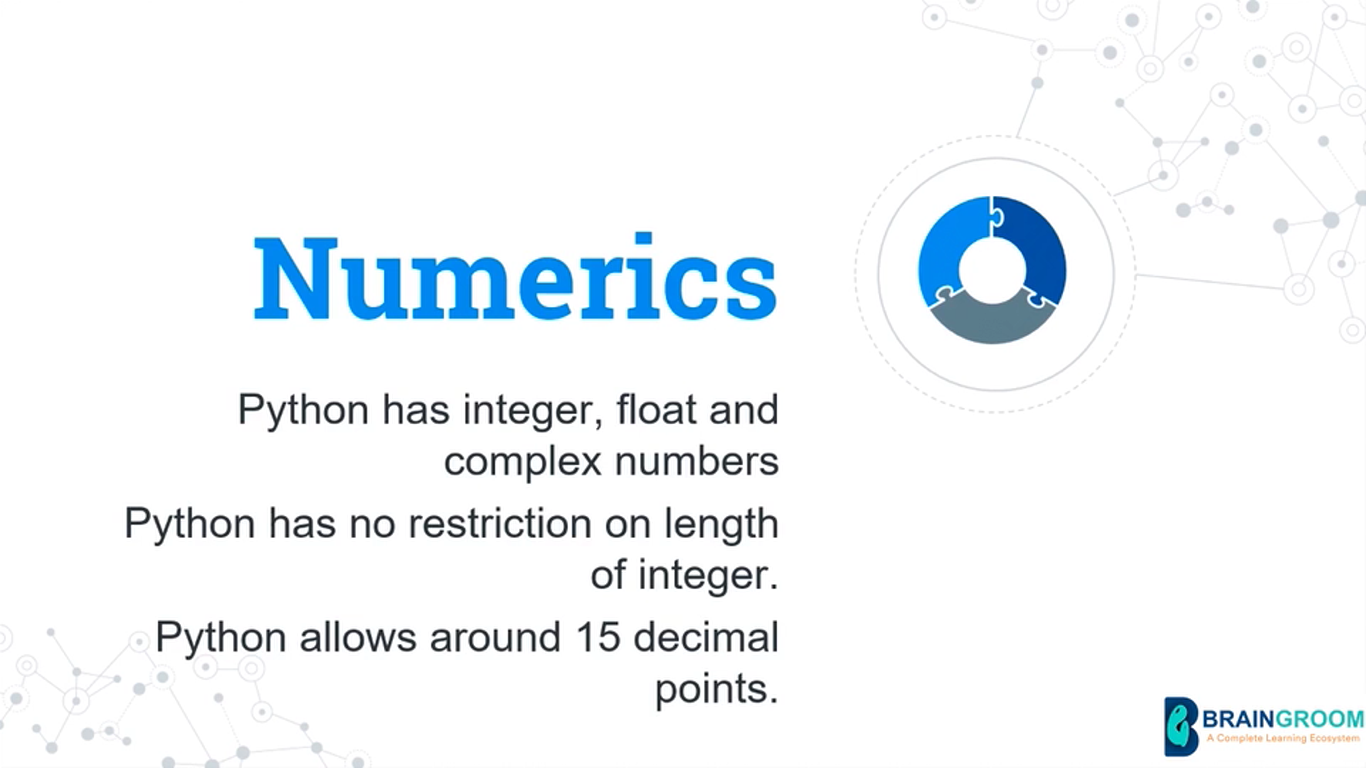 Numerics
Python has integer, float and
complex numbers
Python has no restriction on length
of integer.
Python allows around 15 decimal
points.
BRAINGROOM
A Complete Learning Ecosystem